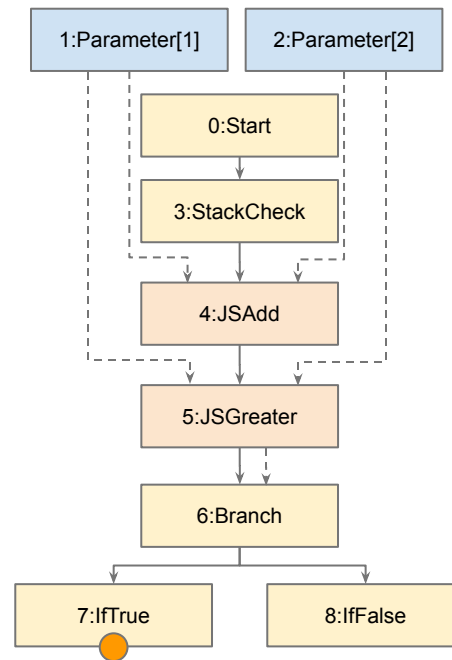 1:Parameter[1]
2:Parameter[2]
0:Start
3:StackCheck
4:JSAdd
5:JSGreater
6:Branch
7:IfTrue
8:IfFalse